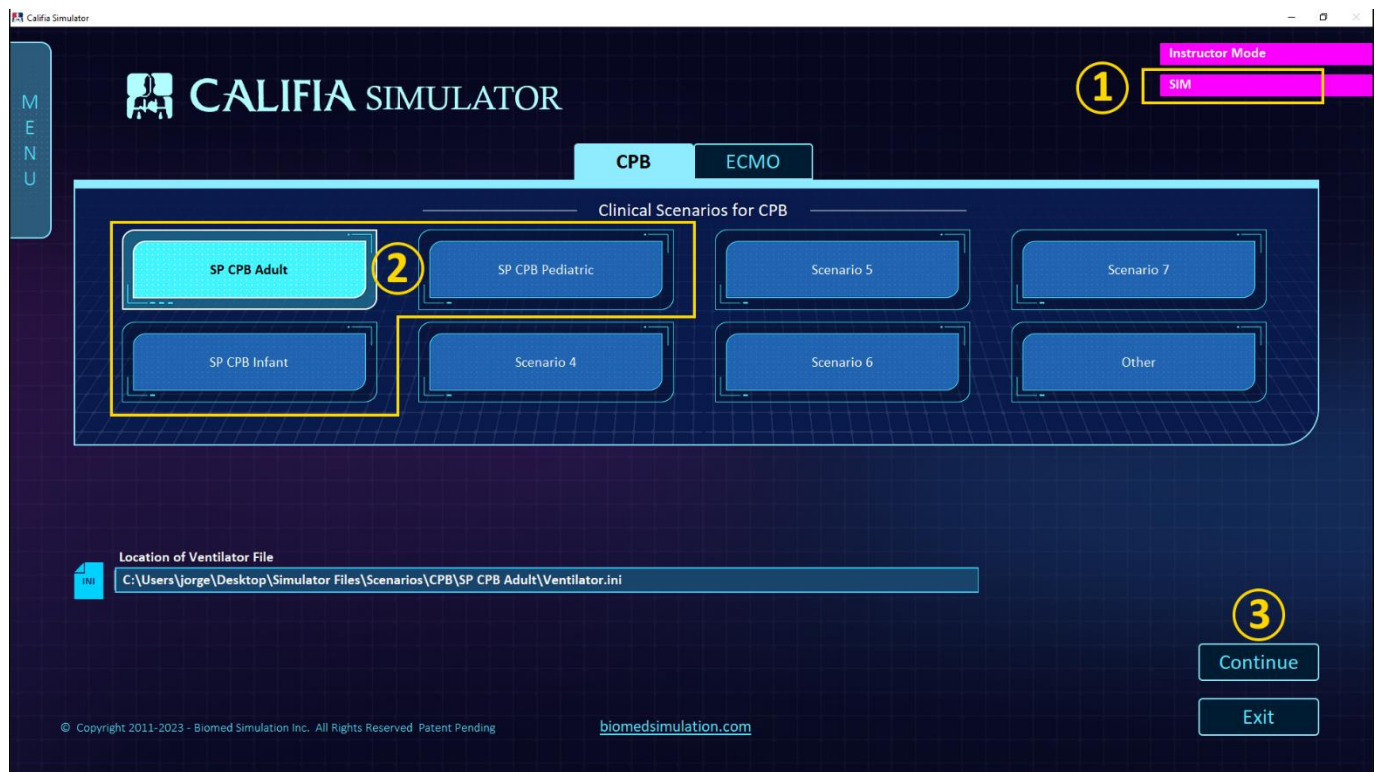 Califia Simulator
MENU
CALIFIA SIMULATOR
Instructor Mode
1
SIM
CPB
ECMO
Clinical Scenarios for CPB
SP CPB Adult
2
SP CPB Pediatric
Scenario 5
Scenario 7
SP CPB Infant
Scenario 4
Scenario 6
Other
Location of Ventilator File
INI
C:\Users\jorge\Desktop\Simulator Files\Scenarios\CPB\SP CPB Adult\Ventilator.ini
3
Continue
Exit
© Copyright 2011-2023 - Biomed Simulation Inc. All Rights Reserved Patent Pending
biomedsimulation.com